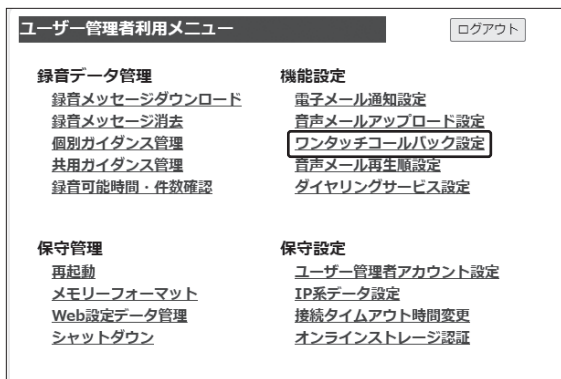 ユーザー管理者利用メニュー
ログアウト
録音データ管理
録音メッセージダウンロード
録音メッセージ消去
個別ガイダンス管理
共用ガイダンス管理
録音可能時間・件数確認
機能設定
電子メール通知設定
音声メールアップロード設定
ワンタッチコールバック設定
音声メール再生順設定
ダイヤリングサービス設定
保守管理
再起動
メモリーフォーマット
Web設定データ管理
シャットダウン
保守設定
ユーザー管理者アカウント設定
IP系データ設定
接続タイムアウト時間変更
オンラインストレージ認証